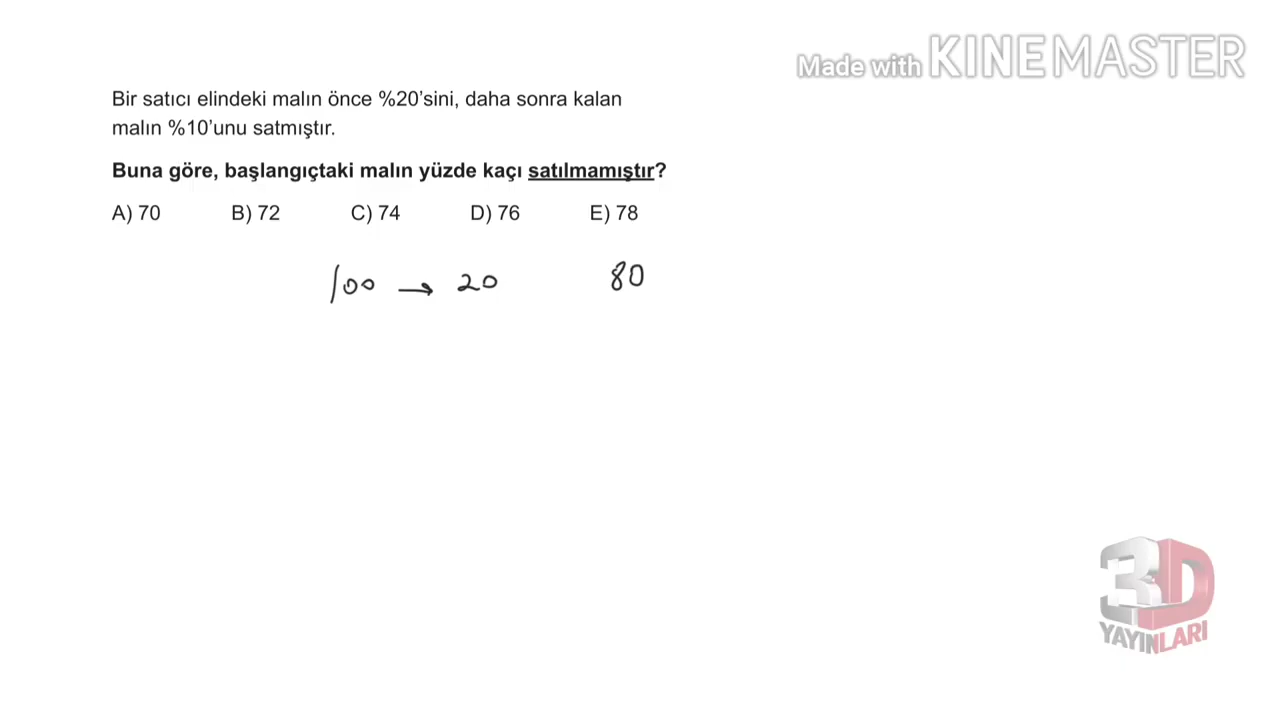 Made with KINEMASTER
Bir satıcı elindeki malın önce %20'sini, daha sonra kalan
malın %10'unu satmıştır.
Buna göre, başlangıçtaki malın yüzde kaçı satılmamıştır?
A) 70 B) 72 C) 74 D) 76 E) 78
100 → 20 80
3D
YAYINLARI